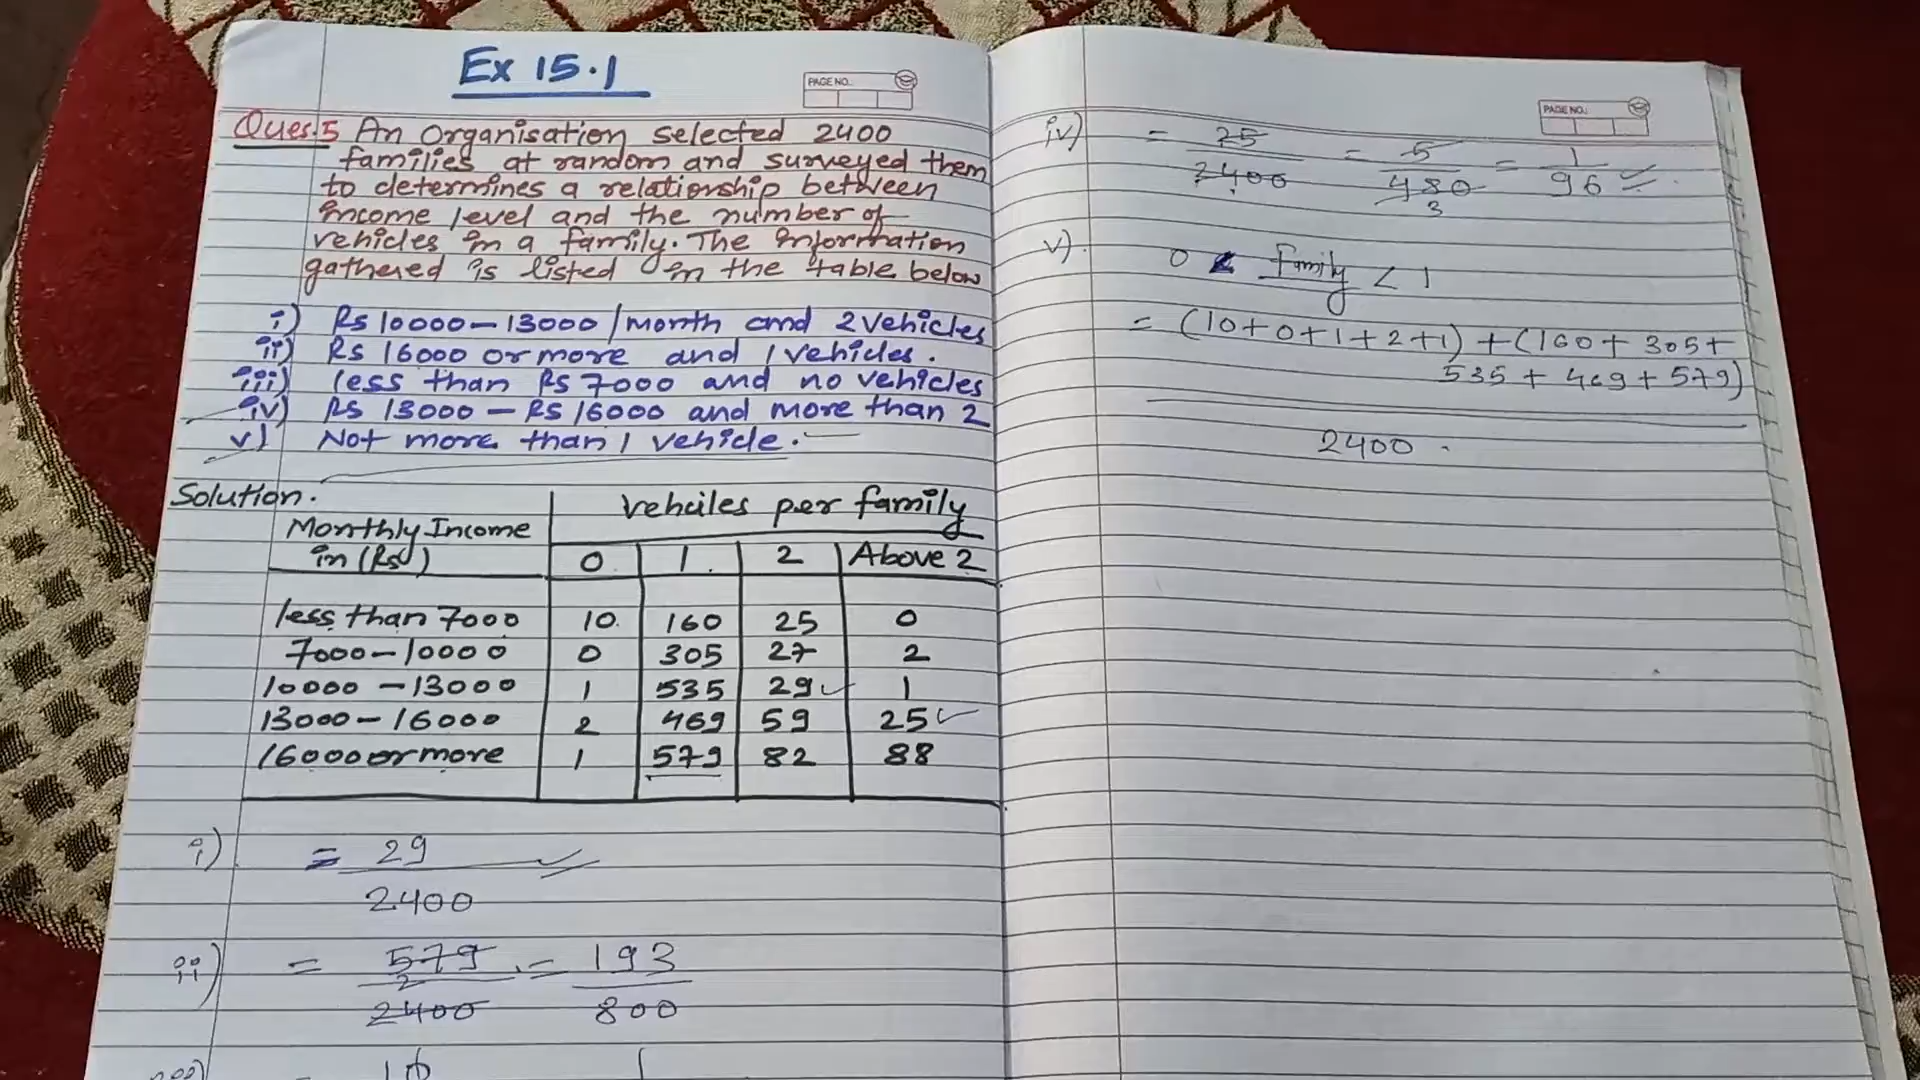 Ex 15.1
PAGE NO.
Ques.5 An Organisation selected 2400
families at random and surveyed them
to determines a relationship between
income level and the number of
vehicles in a family. The information
gathered is listed in the table below
i) Rs 10000-13000/month and 2 vehicles
ii) Rs 16000 or more and 1 vehicles.
iii) less than Rs 7000 and no vehicles
iv) Rs 13000 - Rs 16000 and more than 2
v) Not more than 1 vehicle.
Solution.
Monthly Income in (Rs) vehciles per family
0 1. 2 Above 2
less than 7000 10. 160 25 0
7000-10000 0 305 27 2
10000-13000 1 535 29 1
13000-16000 2 469 59 25
16000 or more 1 579 82 88
i) = 29
2400
ii) = 579 = 193
2400 800
PAGE NO.:
iv) = 25 = 5 = 1
2400 480 96
3
v). 0 Family < 1
= (10+0+1+2+1) + (160+305+
535+469+579)
2400.